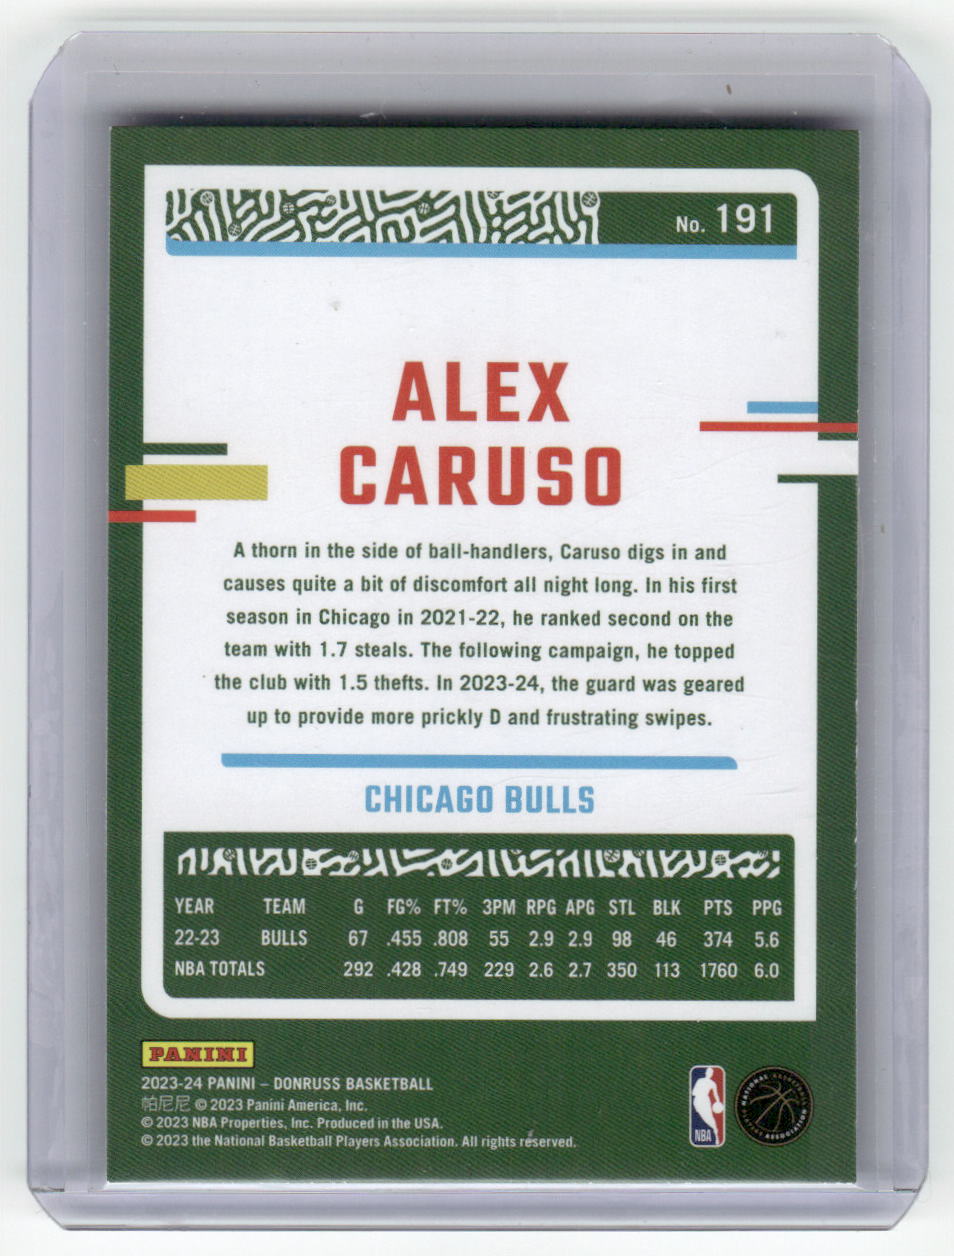 No. 191
ALEX
CARUSO
A thorn in the side of ball-handlers, Caruso digs in and
causes quite a bit of discomfort all night long. In his first
season in Chicago in 2021-22, he ranked second on the
team with 1.7 steals. The following campaign, he topped
the club with 1.5 thefts. In 2023-24, the guard was geared
up to provide more prickly D and frustrating swipes.
CHICAGO BULLS
YEAR TEAM G FG% FT% 3PM RPG APG STL BLK PTS PPG
22-23 BULLS 67 .455 .808 55 2.9 2.9 98 46 374 5.6
NBA TOTALS 292 .428 .749 229 2.6 2.7 350 113 1760 6.0
PANINI
2023-24 PANINI – DONRUSS BASKETBALL
帕尼尼 © 2023 Panini America, Inc.
© 2023 NBA Properties, Inc. Produced in the USA.
© 2023 the National Basketball Players Association. All rights reserved.
NBA
NATIONAL BASKETBALL
PLAYERS ASSOCIATION